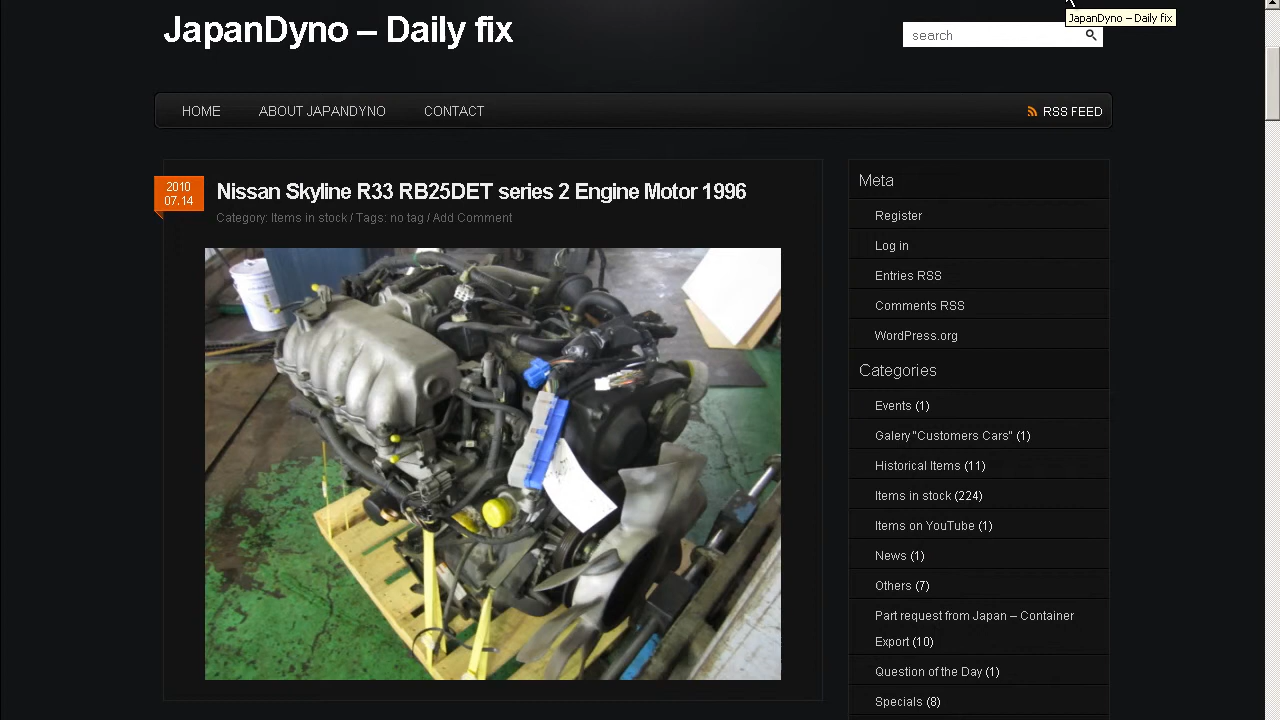 JapanDyno – Daily fix
JapanDyno – Daily fix
search
HOME ABOUT JAPANDYNO CONTACT RSS FEED
2010
07.14
Nissan Skyline R33 RB25DET series 2 Engine Motor 1996
Category: Items in stock / Tags: no tag / Add Comment
Meta
Register
Log in
Entries RSS
Comments RSS
WordPress.org
Categories
Events (1)
Galery "Customers Cars" (1)
Historical Items (11)
Items in stock (224)
Items on YouTube (1)
News (1)
Others (7)
Part request from Japan – Container
Export (10)
Question of the Day (1)
Specials (8)